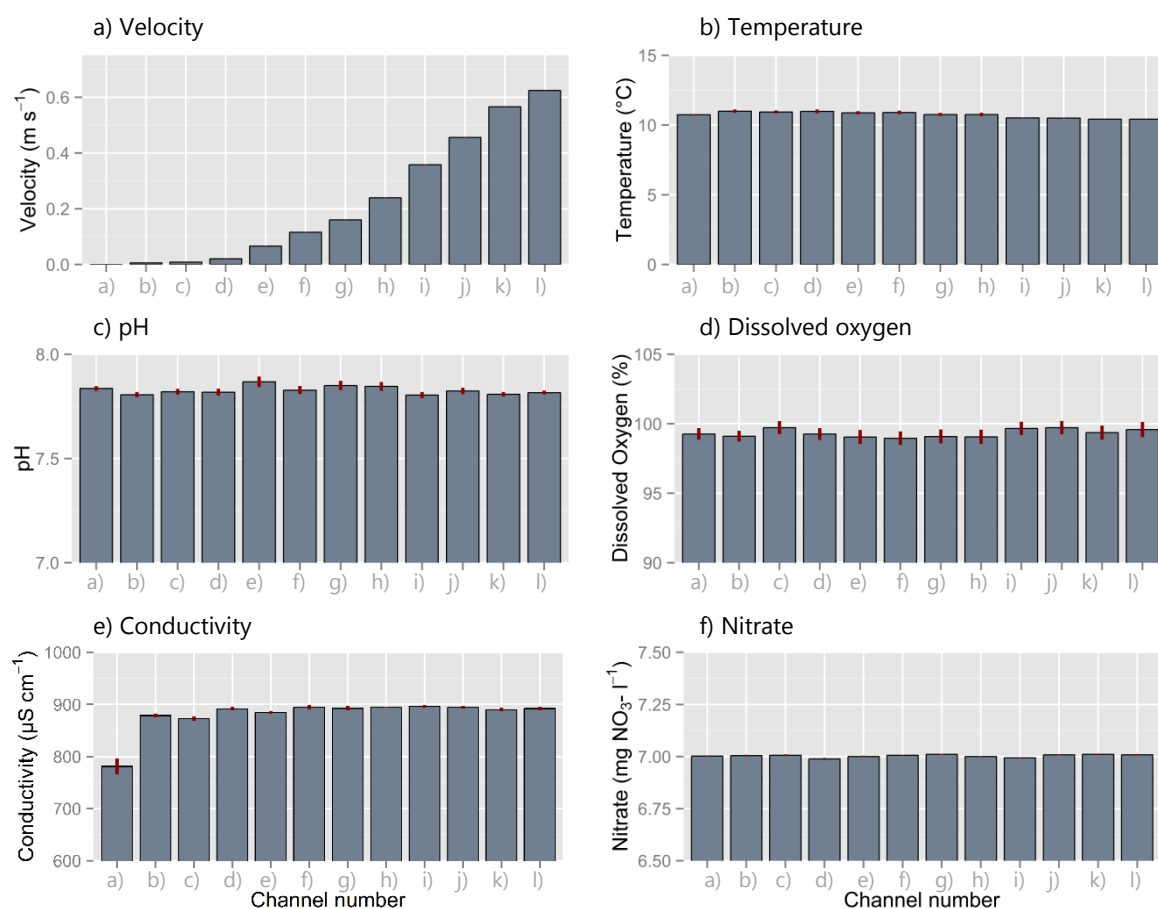 a) Velocity
Velocity (m s⁻¹)
0.6
0.4
0.2
0.0
a) b) c) d) e) f) g) h) i) j) k) l)
b) Temperature
Temperature (°C)
15
10
5
0
a) b) c) d) e) f) g) h) i) j) k) l)
c) pH
pH
8.0
7.5
7.0
a) b) c) d) e) f) g) h) i) j) k) l)
d) Dissolved oxygen
Dissolved Oxygen (%)
105
100
95
90
a) b) c) d) e) f) g) h) i) j) k) l)
e) Conductivity
Conductivity (µS cm⁻¹)
1000
900
800
700
600
a) b) c) d) e) f) g) h) i) j) k) l)
Channel number
f) Nitrate
Nitrate (mg NO₃- l⁻¹)
7.50
7.25
7.00
6.75
6.50
a) b) c) d) e) f) g) h) i) j) k) l)
Channel number